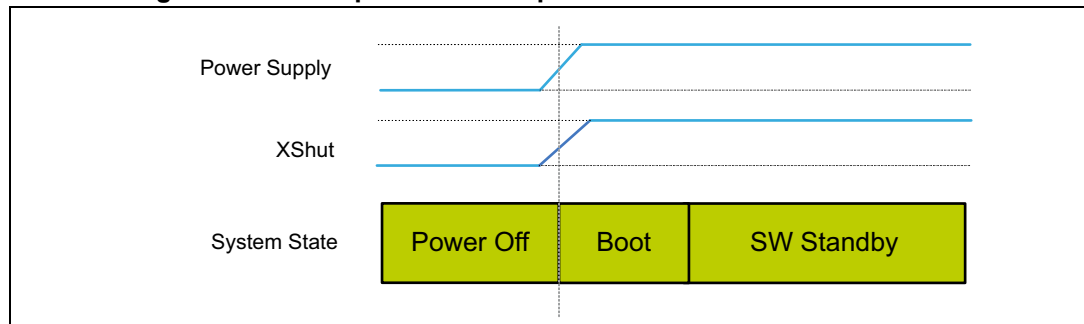 Power Supply
XShut
System State
Power Off
Boot
SW Standby